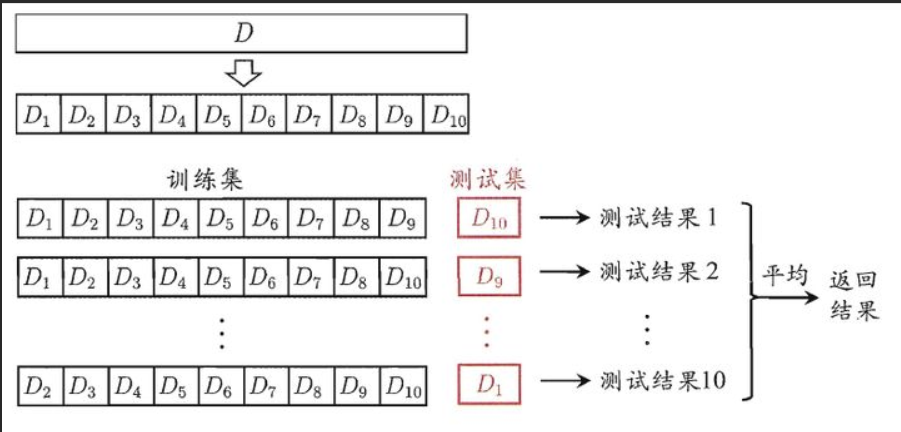 D
D₁ D₂ D₃ D₄ D₅ D₆ D₇ D₈ D₉ D₁₀
训练集 测试集
D₁ D₂ D₃ D₄ D₅ D₆ D₇ D₈ D₉ D₁₀ 测试结果1
D₁ D₂ D₃ D₄ D₅ D₆ D₇ D₈ D₁₀ D₉ 测试结果2
平均 返回
结果
⋮ ⋮ ⋮
D₂ D₃ D₄ D₅ D₆ D₇ D₈ D₉ D₁₀ D₁ 测试结果10